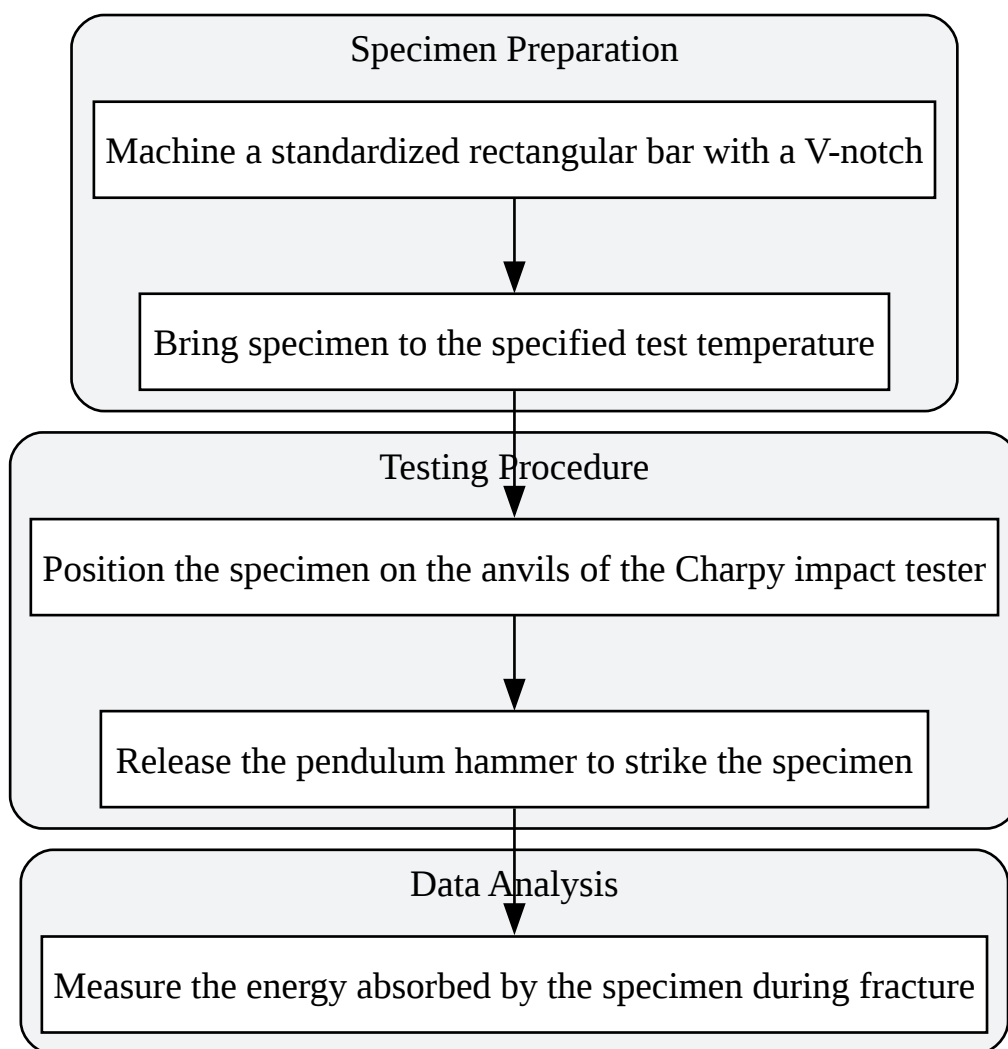 Specimen Preparation
Machine a standardized rectangular bar with a V-notch
Bring specimen to the specified test temperature
Testing Procedure
Position the specimen on the anvils of the Charpy impact tester
Release the pendulum hammer to strike the specimen
Data Analysis
Measure the energy absorbed by the specimen during fracture